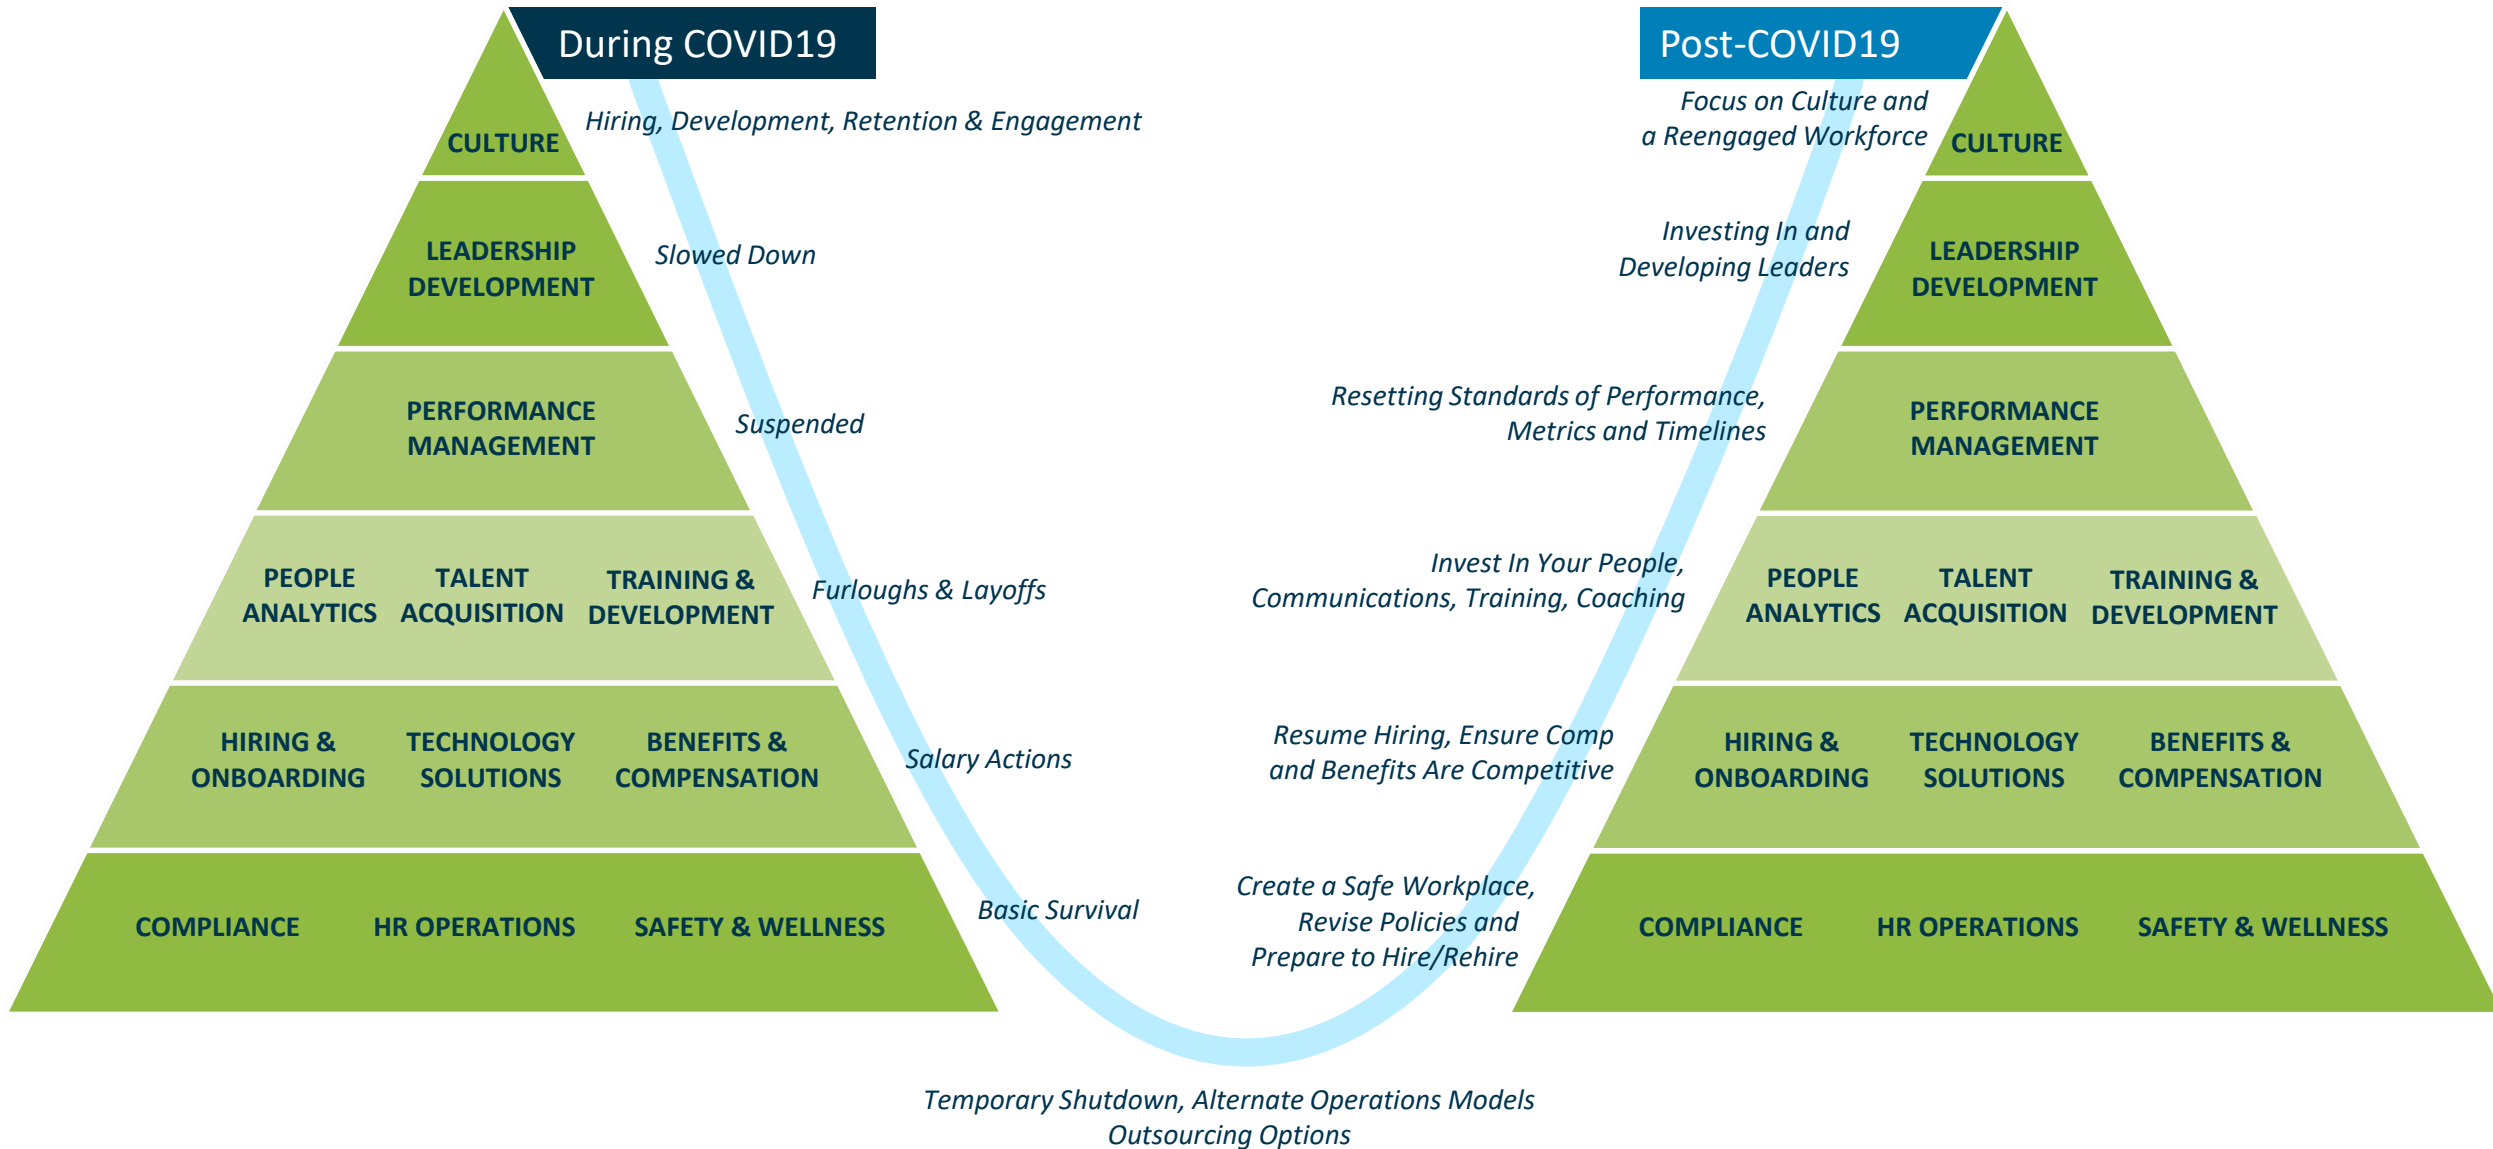 During COVID19
Hiring, Development, Retention & Engagement
CULTURE
LEADERSHIP
DEVELOPMENT
Slowed Down
PERFORMANCE
MANAGEMENT
Suspended
PEOPLE
ANALYTICS
TALENT
ACQUISITION
TRAINING &
DEVELOPMENT
Furloughs & Layoffs
HIRING &
ONBOARDING
TECHNOLOGY
SOLUTIONS
BENEFITS &
COMPENSATION
Salary Actions
COMPLIANCE
HR OPERATIONS
SAFETY & WELLNESS
Basic Survival
Temporary Shutdown, Alternate Operations Models
Outsourcing Options
Post-COVID19
Focus on Culture and
a Reengaged Workforce
CULTURE
Investing In and
Developing Leaders
LEADERSHIP
DEVELOPMENT
Resetting Standards of Performance,
Metrics and Timelines
PERFORMANCE
MANAGEMENT
Invest In Your People,
Communications, Training, Coaching
PEOPLE
ANALYTICS
TALENT
ACQUISITION
TRAINING &
DEVELOPMENT
Resume Hiring, Ensure Comp
and Benefits Are Competitive
HIRING &
ONBOARDING
TECHNOLOGY
SOLUTIONS
BENEFITS &
COMPENSATION
Create a Safe Workplace,
Revise Policies and
Prepare to Hire/Rehire
COMPLIANCE
HR OPERATIONS
SAFETY & WELLNESS